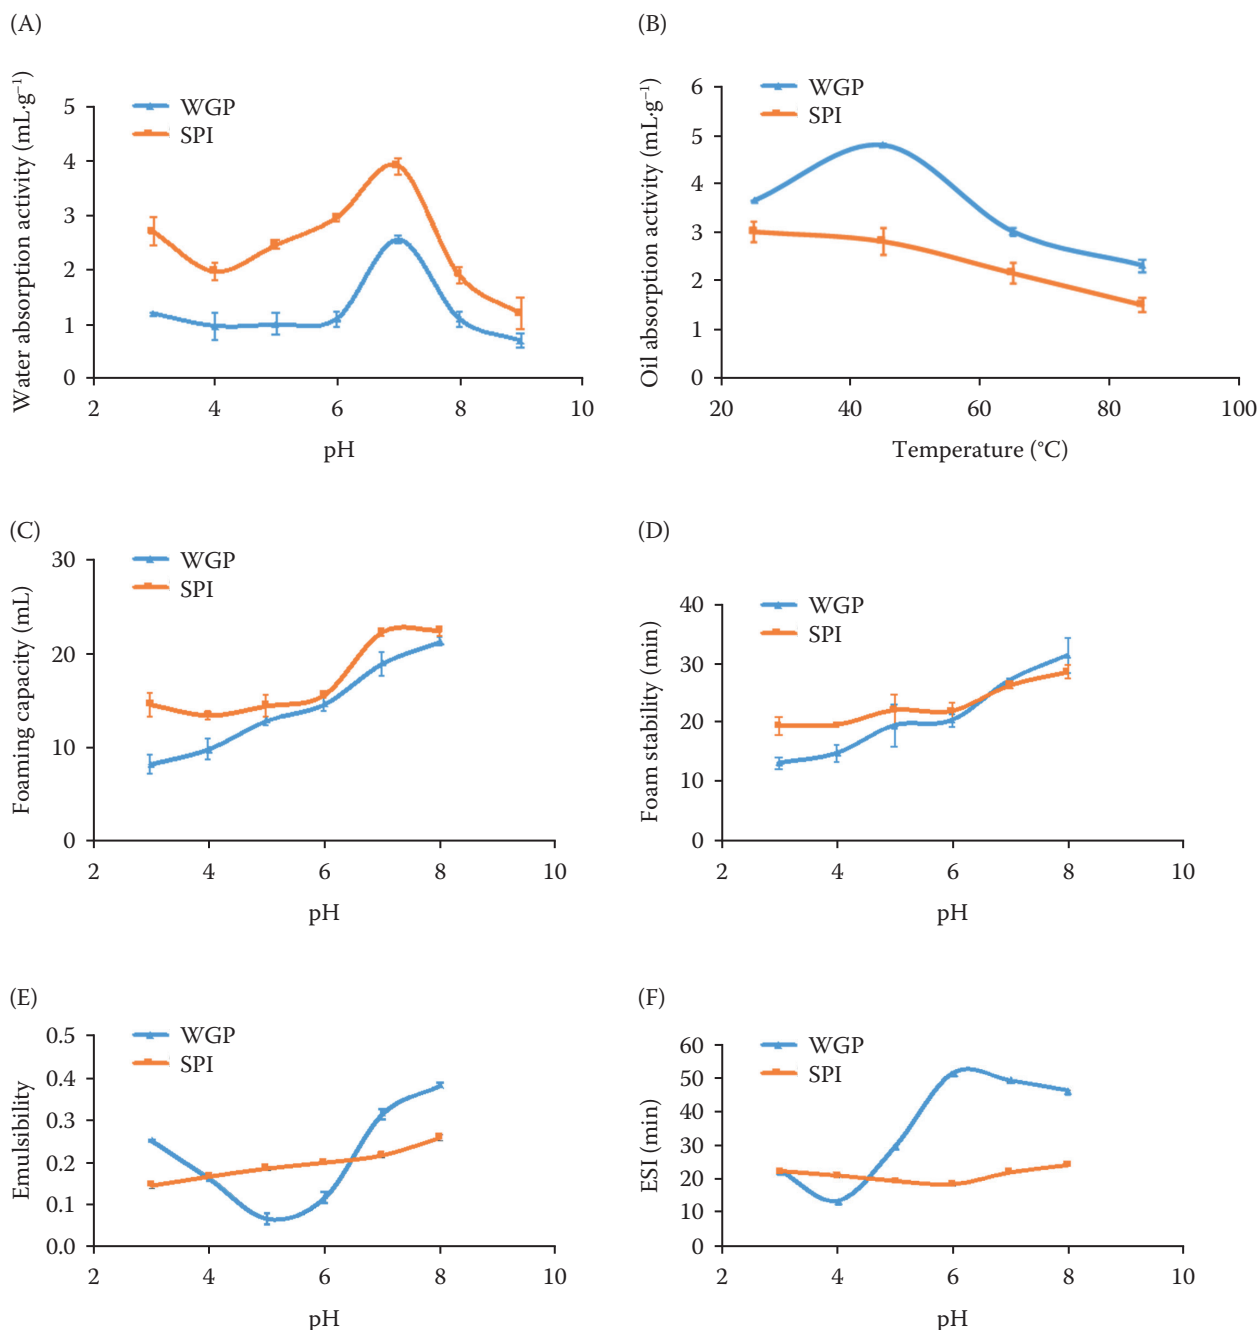 (A)
WGP
SPI
Water absorption activity (mL·g⁻¹)
5
4
3
2
1
0
2 4 6 8 10
pH
(B)
WGP
SPI
Oil absorption activity (mL·g⁻¹)
6
5
4
3
2
1
0
20 40 60 80 100
Temperature (°C)
(C)
WGP
SPI
Foaming capacity (mL)
30
20
10
0
2 4 6 8 10
pH
(D)
WGP
SPI
Foam stability (min)
40
30
20
10
0
2 4 6 8 10
pH
(E)
WGP
SPI
Emulsibility
0.5
0.4
0.3
0.2
0.1
0.0
2 4 6 8 10
pH
(F)
WGP
SPI
ESI (min)
60
50
40
30
20
10
0
2 4 6 8 10
pH